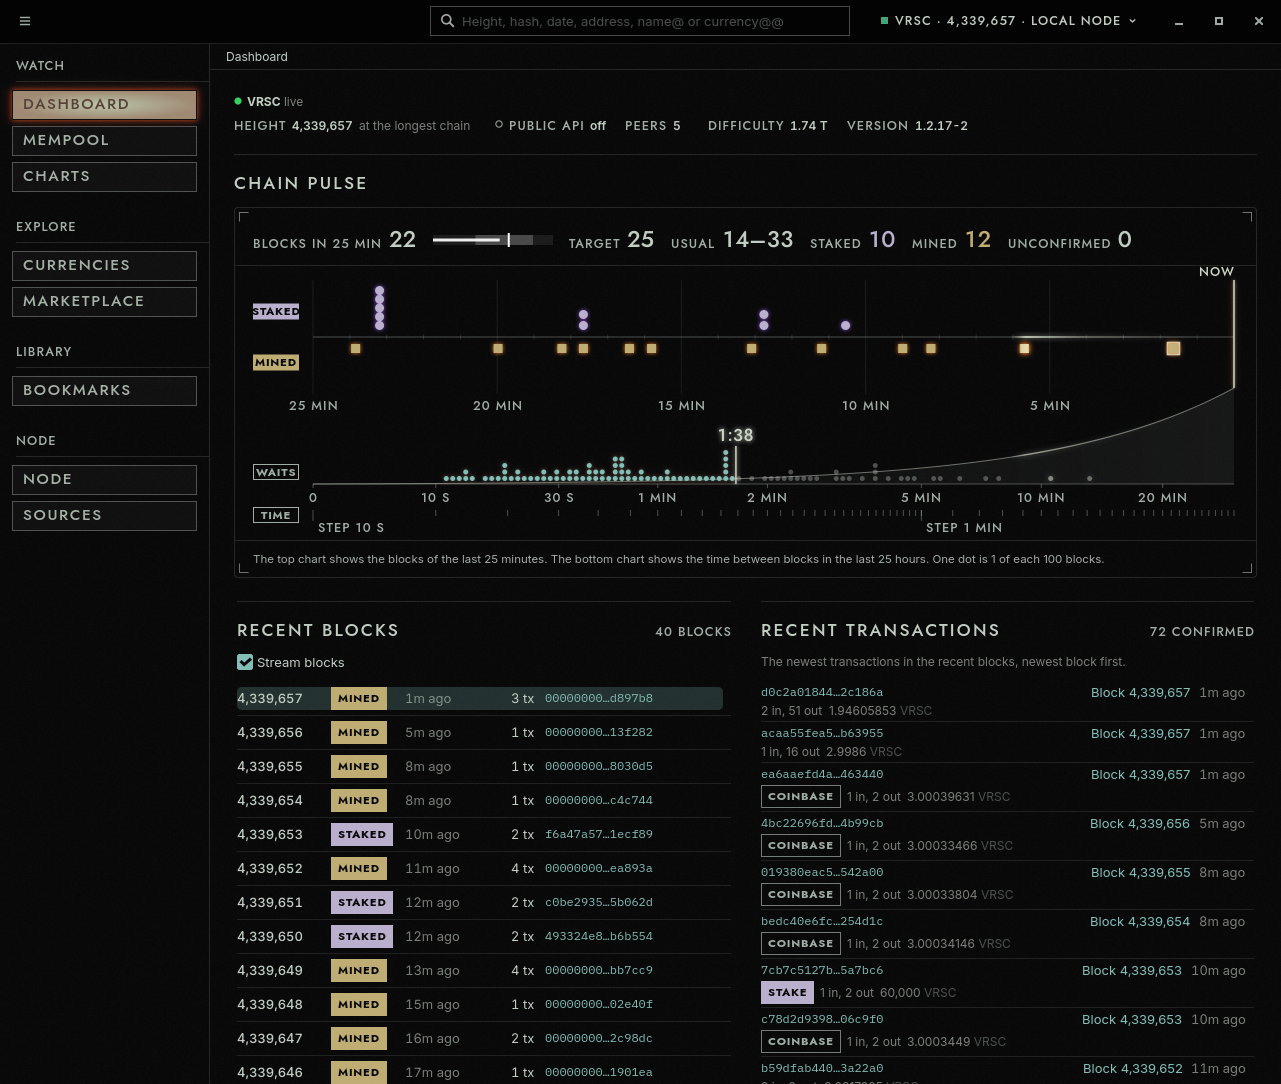 Height, hash, date, address, name@ or currency@@
VRSC · 4,339,657 · LOCAL NODE
WATCH
DASHBOARD
MEMPOOL
CHARTS
EXPLORE
CURRENCIES
MARKETPLACE
LIBRARY
BOOKMARKS
NODE
NODE
SOURCES
Dashboard
VRSC live
HEIGHT 4,339,657 at the longest chain PUBLIC API off PEERS 5 DIFFICULTY 1.74 T VERSION 1.2.17-2
CHAIN PULSE
BLOCKS IN 25 MIN 22 TARGET 25 USUAL 14–33 STAKED 10 MINED 12 UNCONFIRMED 0
NOW
STAKED
MINED
25 MIN 20 MIN 15 MIN 10 MIN 5 MIN
1:38
WAITS
0 10 S 30 S 1 MIN 2 MIN 5 MIN 10 MIN 20 MIN
TIME
STEP 10 S STEP 1 MIN
The top chart shows the blocks of the last 25 minutes. The bottom chart shows the time between blocks in the last 25 hours. One dot is 1 of each 100 blocks.
RECENT BLOCKS 40 BLOCKS
Stream blocks
4,339,657 MINED 1m ago 3 tx 00000000…d897b8
4,339,656 MINED 5m ago 1 tx 00000000…13f282
4,339,655 MINED 8m ago 1 tx 00000000…8030d5
4,339,654 MINED 8m ago 1 tx 00000000…c4c744
4,339,653 STAKED 10m ago 2 tx f6a47a57…1ecf89
4,339,652 MINED 11m ago 4 tx 00000000…ea893a
4,339,651 STAKED 12m ago 2 tx c0be2935…5b062d
4,339,650 STAKED 12m ago 2 tx 493324e8…b6b554
4,339,649 MINED 13m ago 4 tx 00000000…bb7cc9
4,339,648 MINED 15m ago 1 tx 00000000…02e40f
4,339,647 MINED 16m ago 2 tx 00000000…2c98dc
4,339,646 MINED 17m ago 1 tx 00000000…1901ea
RECENT TRANSACTIONS 72 CONFIRMED
The newest transactions in the recent blocks, newest block first.
d0c2a01844…2c186a Block 4,339,657 1m ago
2 in, 51 out 1.94605853 VRSC
acaa55fea5…b63955 Block 4,339,657 1m ago
1 in, 16 out 2.9986 VRSC
ea6aaefd4a…463440 Block 4,339,657 1m ago
COINBASE 1 in, 2 out 3.00039631 VRSC
4bc22696fd…4b99cb Block 4,339,656 5m ago
COINBASE 1 in, 2 out 3.00033466 VRSC
019380eac5…542a00 Block 4,339,655 8m ago
COINBASE 1 in, 2 out 3.00033804 VRSC
bedc40e6fc…254d1c Block 4,339,654 8m ago
COINBASE 1 in, 2 out 3.00034146 VRSC
7cb7c5127b…5a7bc6 Block 4,339,653 10m ago
STAKE 1 in, 2 out 60,000 VRSC
c78d2d9398…06c9f0 Block 4,339,653 10m ago
COINBASE 1 in, 2 out 3.0003449 VRSC
b59dfab440…3a22a0 Block 4,339,652 11m ago